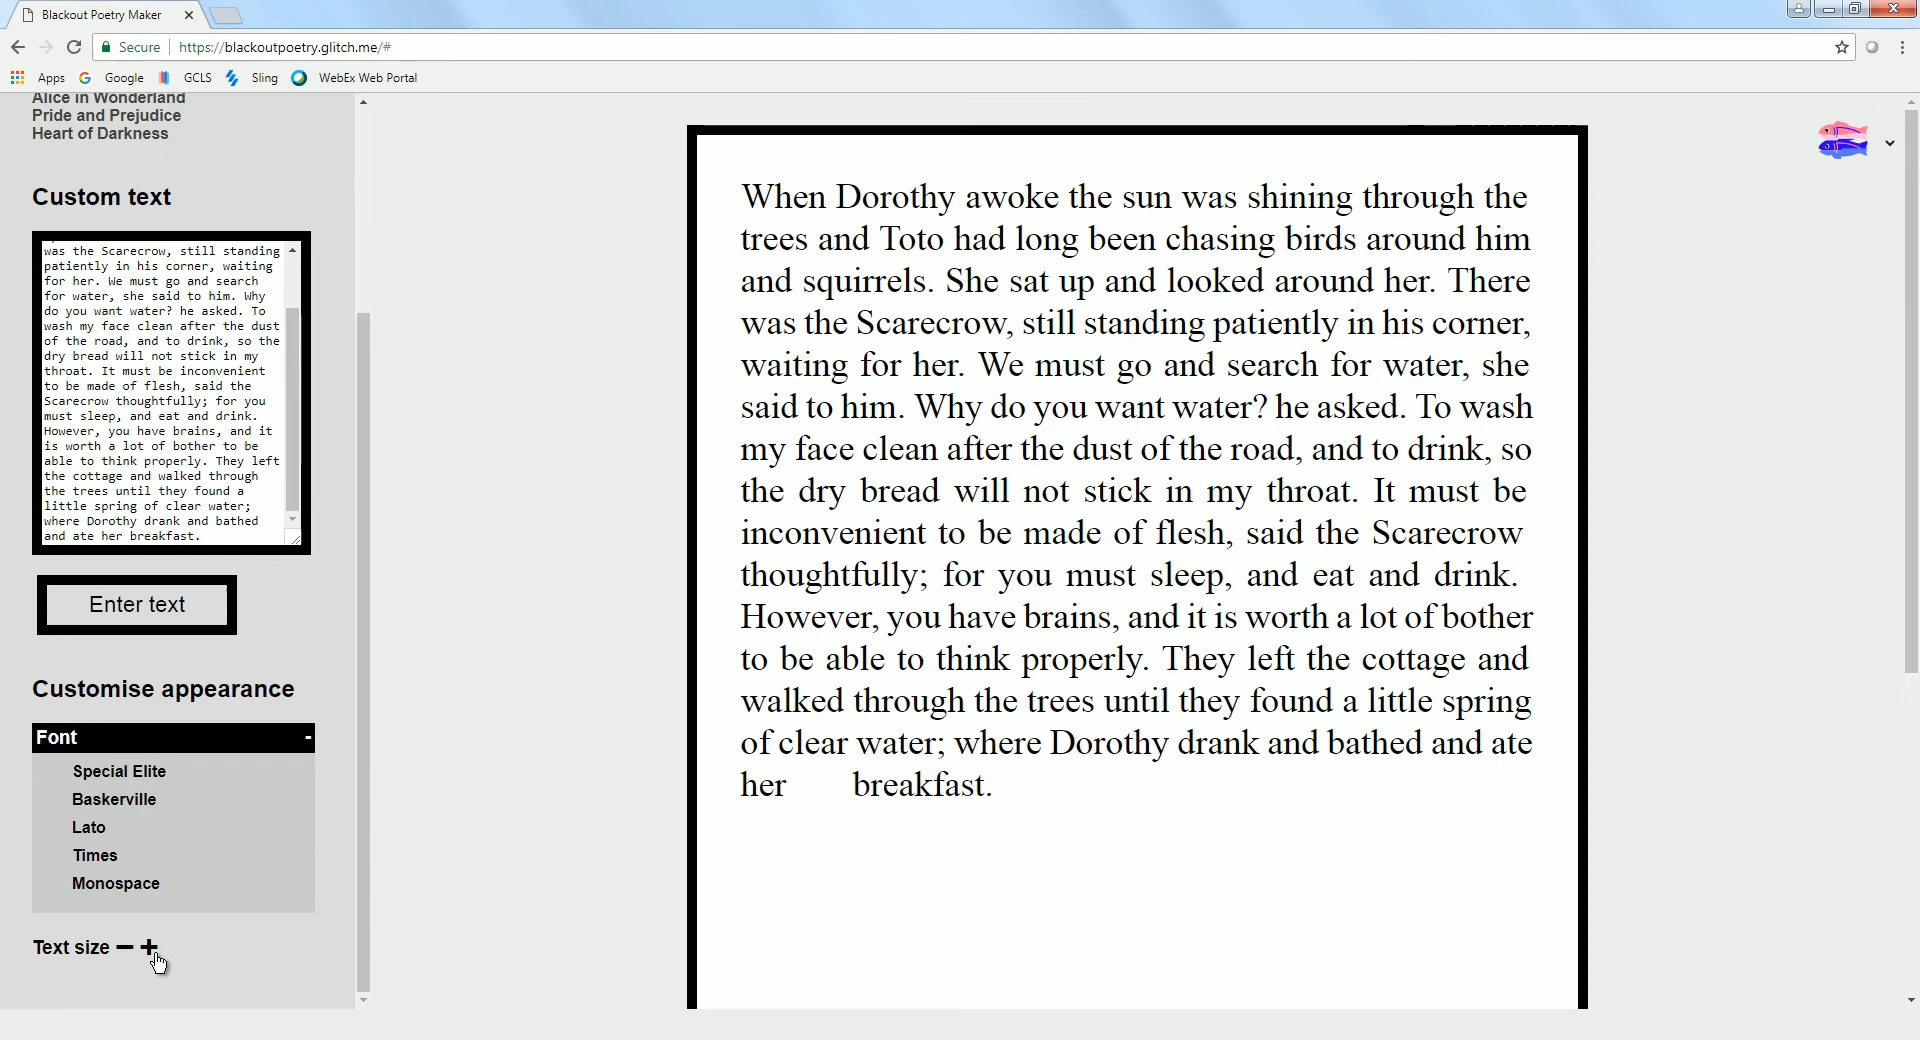 Blackout Poetry Maker
Secure https://blackoutpoetry.glitch.me/#
Apps Google GCLS Sling WebEx Web Portal
Alice in Wonderland
Pride and Prejudice
Heart of Darkness
Custom text
was the Scarecrow, still standing
patiently in his corner, waiting
for her. We must go and search
for water, she said to him. Why
do you want water? he asked. To
wash my face clean after the dust
of the road, and to drink, so the
dry bread will not stick in my
throat. It must be inconvenient
to be made of flesh, said the
Scarecrow thoughtfully; for you
must sleep, and eat and drink.
However, you have brains, and it
is worth a lot of bother to be
able to think properly. They left
the cottage and walked through
the trees until they found a
little spring of clear water;
where Dorothy drank and bathed
and ate her breakfast.
Enter text
Customise appearance
Font -
Special Elite
Baskerville
Lato
Times
Monospace
Text size − +
When Dorothy awoke the sun was shining through the
trees and Toto had long been chasing birds around him
and squirrels. She sat up and looked around her. There
was the Scarecrow, still standing patiently in his corner,
waiting for her. We must go and search for water, she
said to him. Why do you want water? he asked. To wash
my face clean after the dust of the road, and to drink, so
the dry bread will not stick in my throat. It must be
inconvenient to be made of flesh, said the Scarecrow
thoughtfully; for you must sleep, and eat and drink.
However, you have brains, and it is worth a lot of bother
to be able to think properly. They left the cottage and
walked through the trees until they found a little spring
of clear water; where Dorothy drank and bathed and ate
her breakfast.